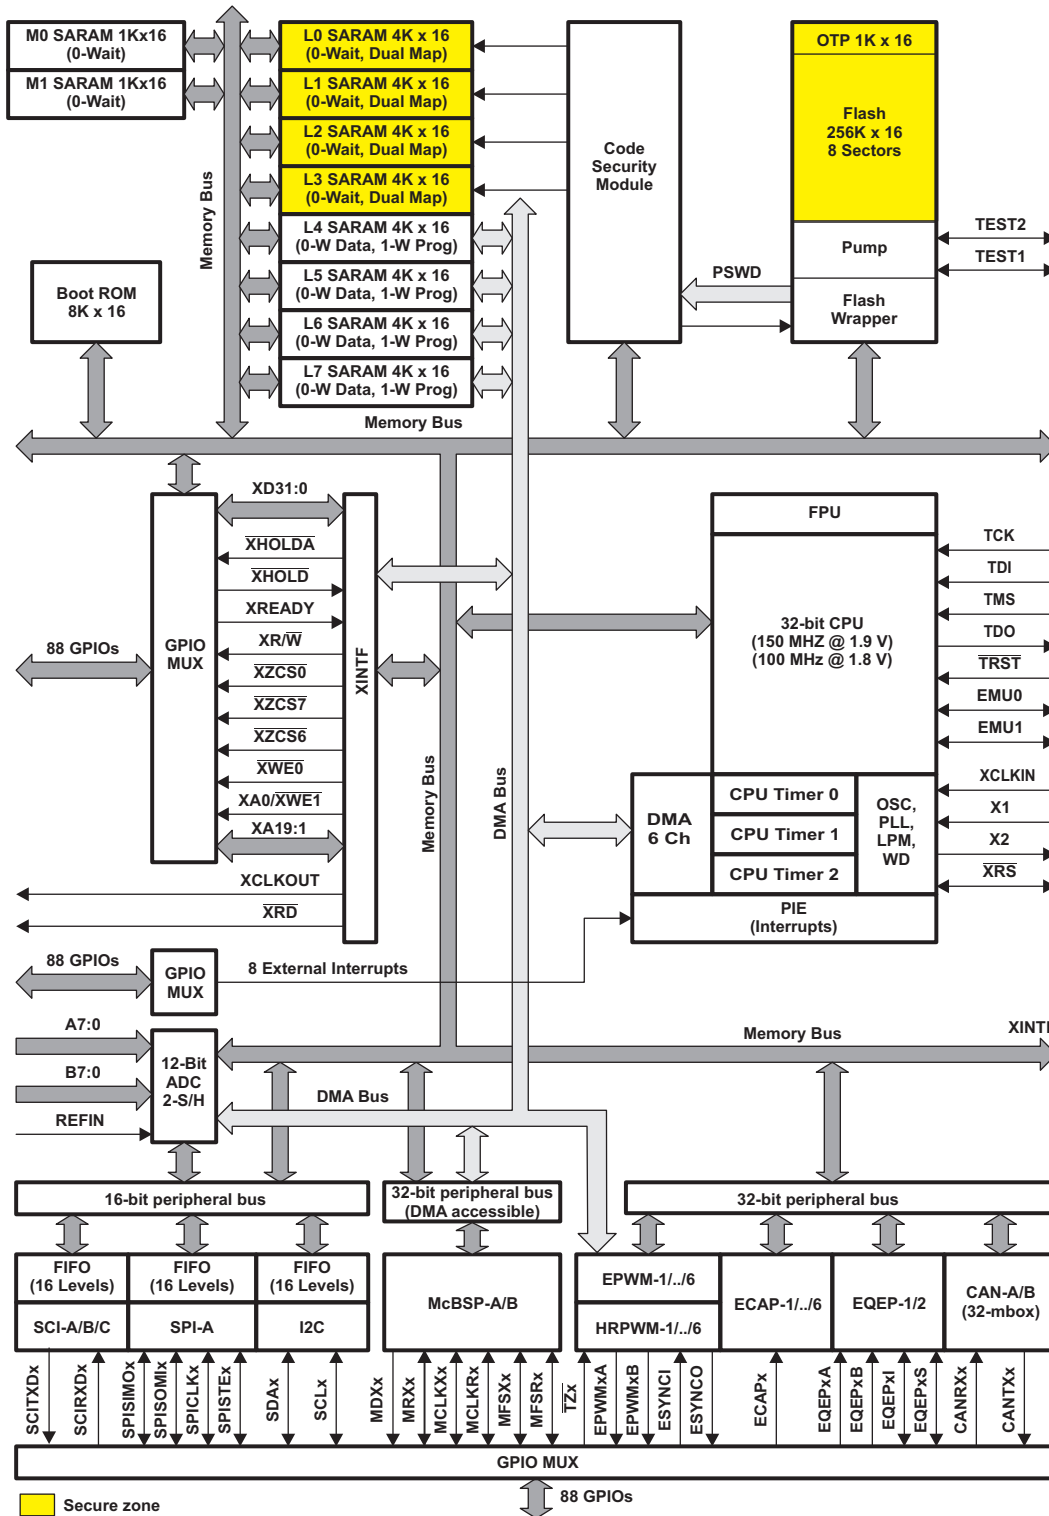 M0 SARAM 1Kx16
(0-Wait)
M1 SARAM 1Kx16
(0-Wait)
L0 SARAM 4K x 16
(0-Wait, Dual Map)
L1 SARAM 4K x 16
(0-Wait, Dual Map)
L2 SARAM 4K x 16
(0-Wait, Dual Map)
L3 SARAM 4K x 16
(0-Wait, Dual Map)
L4 SARAM 4K x 16
(0-W Data, 1-W Prog)
L5 SARAM 4K x 16
(0-W Data, 1-W Prog)
L6 SARAM 4K x 16
(0-W Data, 1-W Prog)
L7 SARAM 4K x 16
(0-W Data, 1-W Prog)
Memory Bus
Code
Security
Module
OTP 1K x 16
Flash
256K x 16
8 Sectors
Pump
Flash
Wrapper
TEST2
TEST1
PSWD
Boot ROM
8K x 16
Memory Bus
XD31:0
XHOLDA
XHOLD
XREADY
XR/W
XZCS0
XZCS7
XZCS6
XWE0
XA0/XWE1
XA19:1
XCLKOUT
XRD
88 GPIOs
GPIO
MUX
XINTF
Memory Bus
DMA Bus
FPU
32-bit CPU
(150 MHZ @ 1.9 V)
(100 MHz @ 1.8 V)
TCK
TDI
TMS
TDO
TRST
EMU0
EMU1
XCLKIN
X1
X2
XRS
DMA
6 Ch
CPU Timer 0
CPU Timer 1
CPU Timer 2
OSC,
PLL,
LPM,
WD
PIE
(Interrupts)
88 GPIOs
GPIO
MUX
8 External Interrupts
A7:0
B7:0
REFIN
12-Bit
ADC
2-S/H
Memory Bus
XINTF
DMA Bus
16-bit peripheral bus
32-bit peripheral bus
(DMA accessible)
32-bit peripheral bus
FIFO
(16 Levels)
FIFO
(16 Levels)
FIFO
(16 Levels)
SCI-A/B/C
SPI-A
I2C
McBSP-A/B
EPWM-1/../6
HRPWM-1/../6
ECAP-1/../6
EQEP-1/2
CAN-A/B
(32-mbox)
SCITXDx
SCIRXDx
SPISIMOx
SPISOMIx
SPICLKx
SPISTEx
SDAx
SCLx
MDXx
MRXx
MCLKXx
MCLKRx
MFSXx
MFSRx
TZx
EPWMxA
EPWMxB
ESYNCI
ESYNCO
ECAPx
EQEPxA
EQEPxB
EQEPxI
EQEPxS
CANRXx
CANTXx
GPIO MUX
88 GPIOs
Secure zone